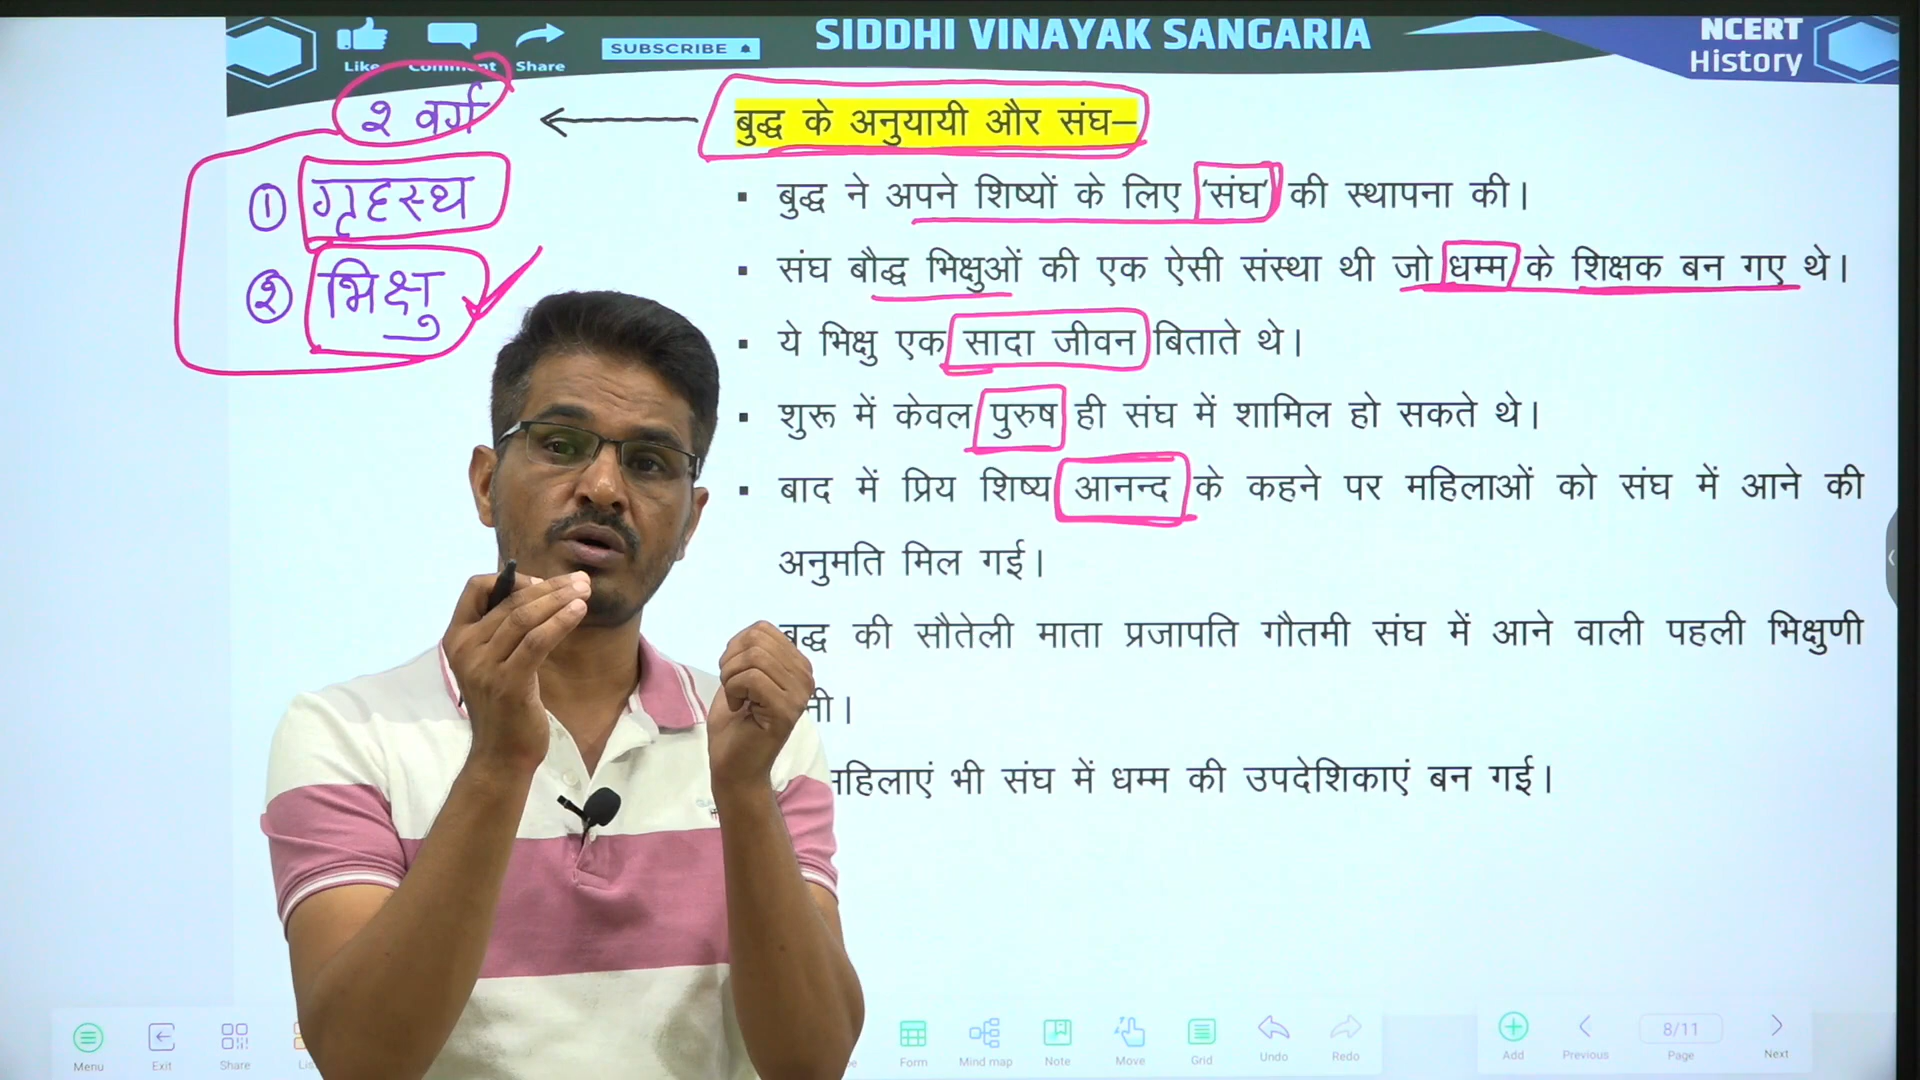 SIDDHI VINAYAK SANGARIA
NCERT
History
Like Comment Share
SUBSCRIBE
२ वर्ग
① गृहस्थ
② भिक्षु
बुद्ध के अनुयायी और संघ–
▪ बुद्ध ने अपने शिष्यों के लिए 'संघ' की स्थापना की।
▪ संघ बौद्ध भिक्षुओं की एक ऐसी संस्था थी जो धम्म के शिक्षक बन गए थे।
▪ ये भिक्षु एक सादा जीवन बिताते थे।
▪ शुरू में केवल पुरुष ही संघ में शामिल हो सकते थे।
▪ बाद में प्रिय शिष्य आनन्द के कहने पर महिलाओं को संघ में आने की
अनुमति मिल गई।
बुद्ध की सौतेली माता प्रजापति गौतमी संघ में आने वाली पहली भिक्षुणी
नी।
महिलाएं भी संघ में धम्म की उपदेशिकाएं बन गई।
Menu Exit Share Form Mind map Note Move Grid Undo Redo Add Previous 8/11 Page Next